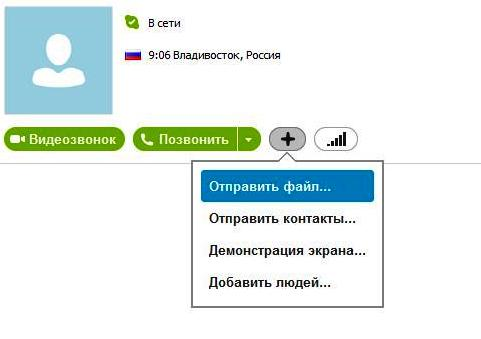 В сети
9:06 Владивосток, Россия
Видеозвонок
Позвонить
Отправить файл...
Отправить контакты...
Демонстрация экрана...
Добавить людей...